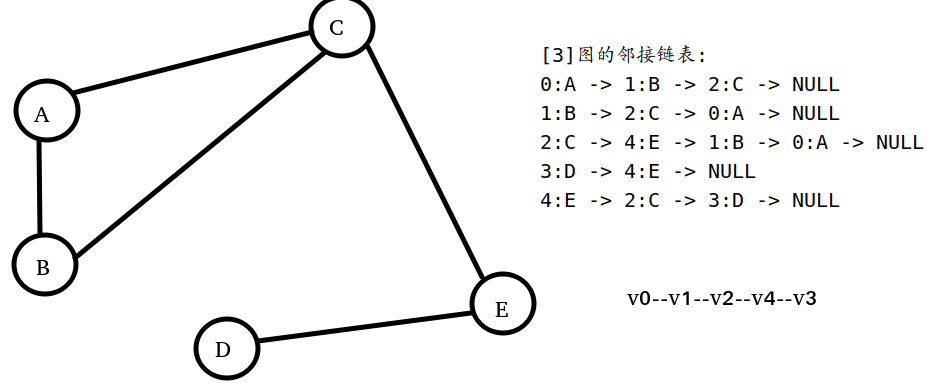 C
A
B
D
E
[3]图的邻接链表:
0:A -> 1:B -> 2:C -> NULL
1:B -> 2:C -> 0:A -> NULL
2:C -> 4:E -> 1:B -> 0:A -> NULL
3:D -> 4:E -> NULL
4:E -> 2:C -> 3:D -> NULL
v0--v1--v2--v4--v3